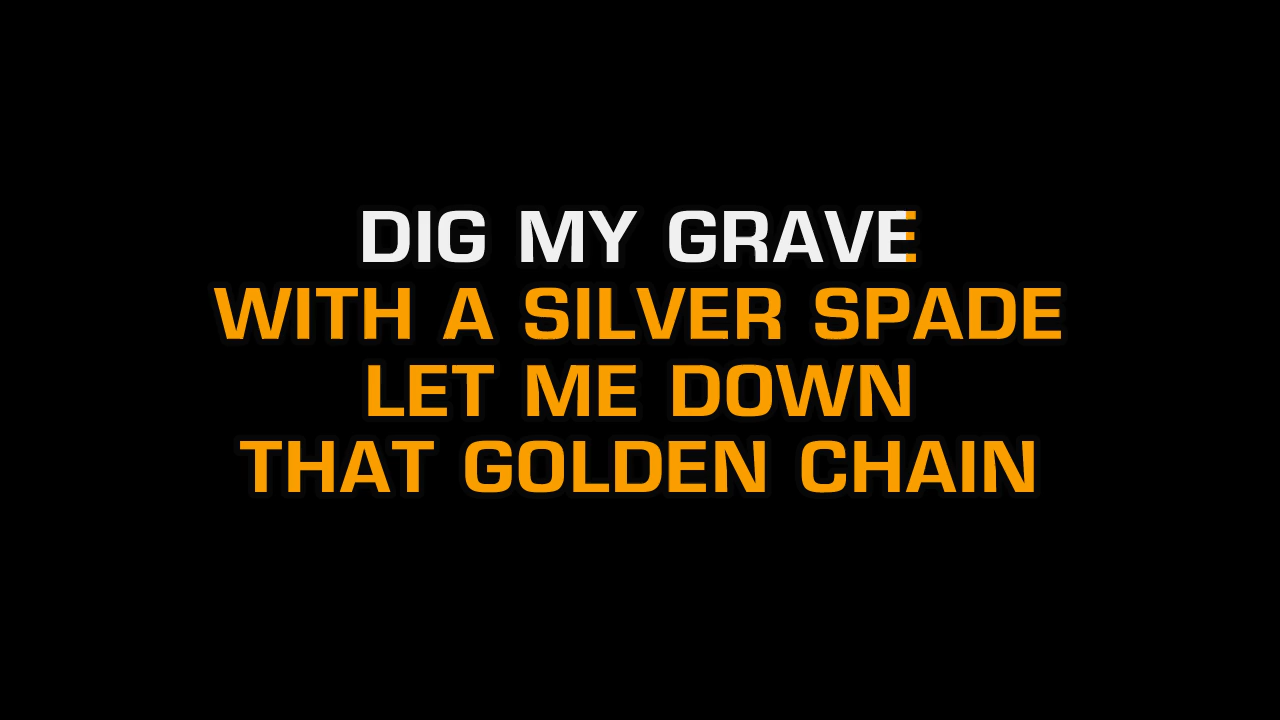 DIG MY GRAVE
WITH A SILVER SPADE
LET ME DOWN
THAT GOLDEN CHAIN